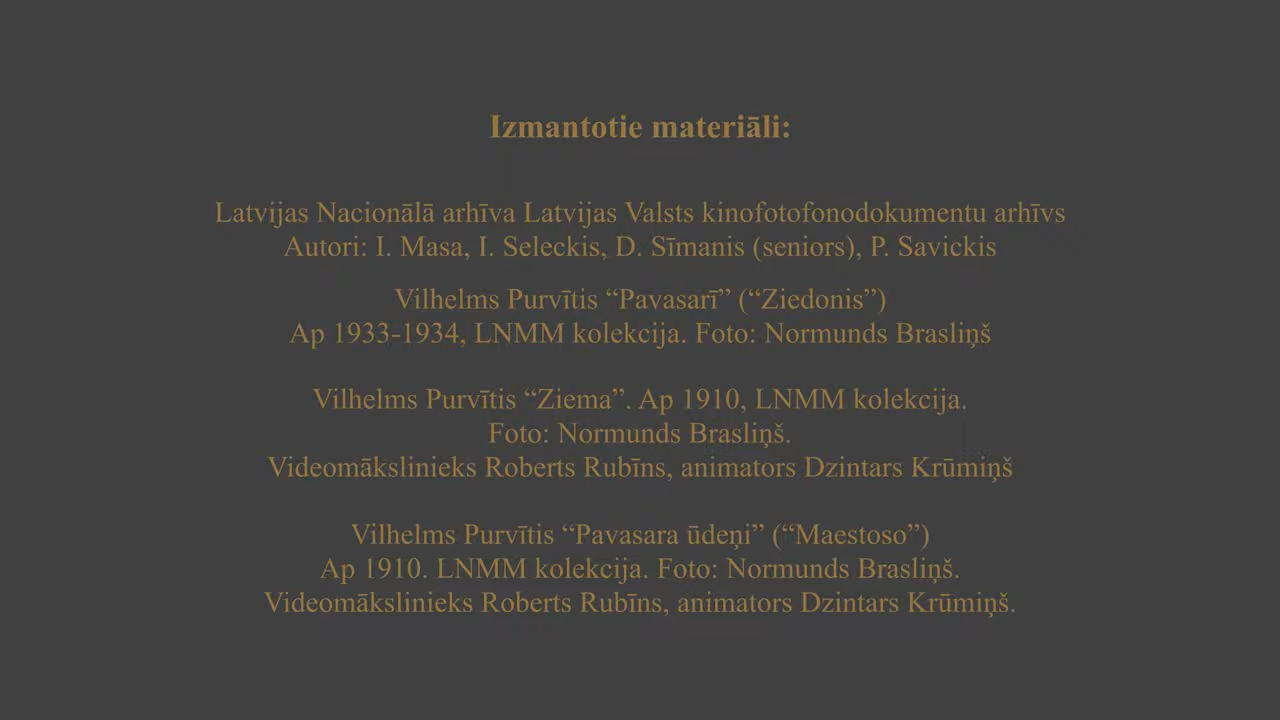 Izmantotie materiāli:
Latvijas Nacionālā arhīva Latvijas Valsts kinofotofonodokumentu arhīvs
Autori: I. Masa, I. Seleckis, D. Sīmanis (seniors), P. Savickis
Vilhelms Purvītis “Pavasarī” (“Ziedonis”)
Ap 1933-1934, LNMM kolekcija. Foto: Normunds Brasliņš
Vilhelms Purvītis “Ziema”. Ap 1910, LNMM kolekcija.
Foto: Normunds Brasliņš.
Videomākslinieks Roberts Rubīns, animators Dzintars Krūmiņš
Vilhelms Purvītis “Pavasara ūdeņi” (“Maestoso”)
Ap 1910. LNMM kolekcija. Foto: Normunds Brasliņš.
Videomākslinieks Roberts Rubīns, animators Dzintars Krūmiņš.